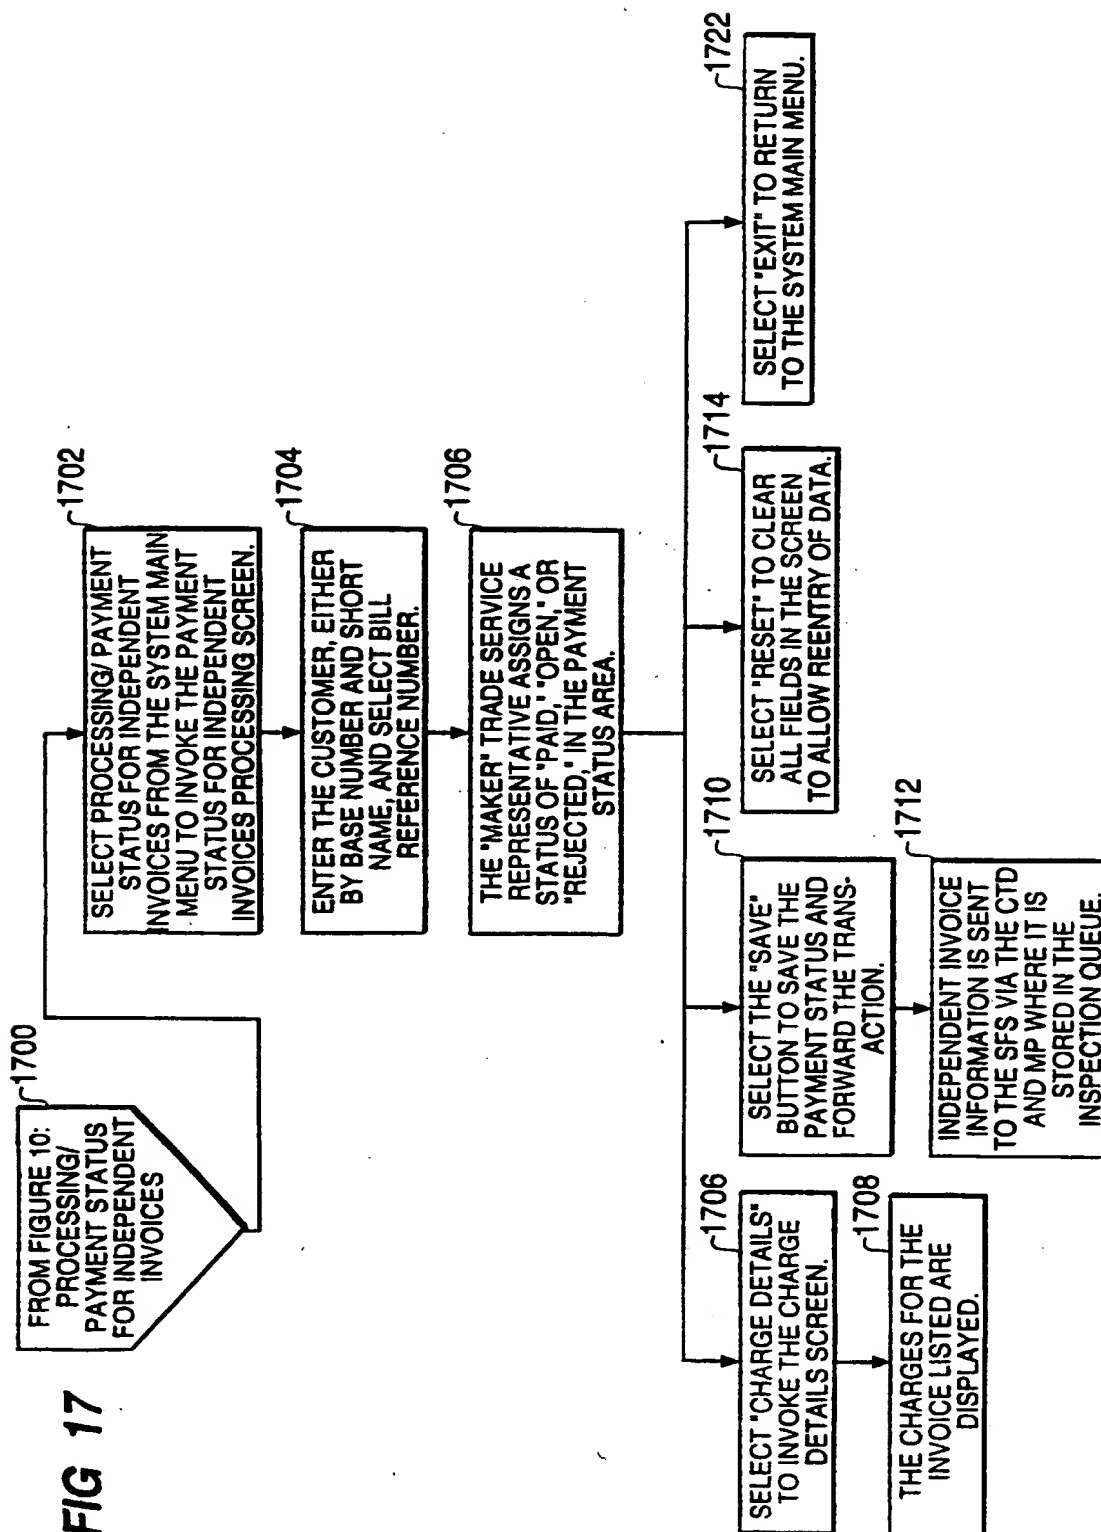 FIG 17
1700
FROM FIGURE 10:
PROCESSING/
PAYMENT STATUS
FOR INDEPENDENT
INVOICES
1702
SELECT PROCESSING/ PAYMENT
STATUS FOR INDEPENDENT
INVOICES FROM THE SYSTEM MAIN
MENU TO INVOKE THE PAYMENT
STATUS FOR INDEPENDENT
INVOICES PROCESSING SCREEN.
1704
ENTER THE CUSTOMER, EITHER
BY BASE NUMBER AND SHORT
NAME, AND SELECT BILL
REFERENCE NUMBER.
1706
THE "MAKER" TRADE SERVICE
REPRESENTATIVE ASSIGNS A
STATUS OF "PAID," "OPEN," OR
"REJECTED," IN THE PAYMENT
STATUS AREA.
1706
SELECT "CHARGE DETAILS"
TO INVOKE THE CHARGE
DETAILS SCREEN.
1708
THE CHARGES FOR THE
INVOICE LISTED ARE
DISPLAYED.
1710
SELECT THE "SAVE"
BUTTON TO SAVE THE
PAYMENT STATUS AND
FORWARD THE TRANS-
ACTION.
1712
INDEPENDENT INVOICE
INFORMATION IS SENT
TO THE SFS VIA THE CTD
AND MP WHERE IT IS
STORED IN THE
INSPECTION QUEUE.
1714
SELECT "RESET" TO CLEAR
ALL FIELDS IN THE SCREEN
TO ALLOW REENTRY OF DATA.
1722
SELECT "EXIT" TO RETURN
TO THE SYSTEM MAIN MENU.